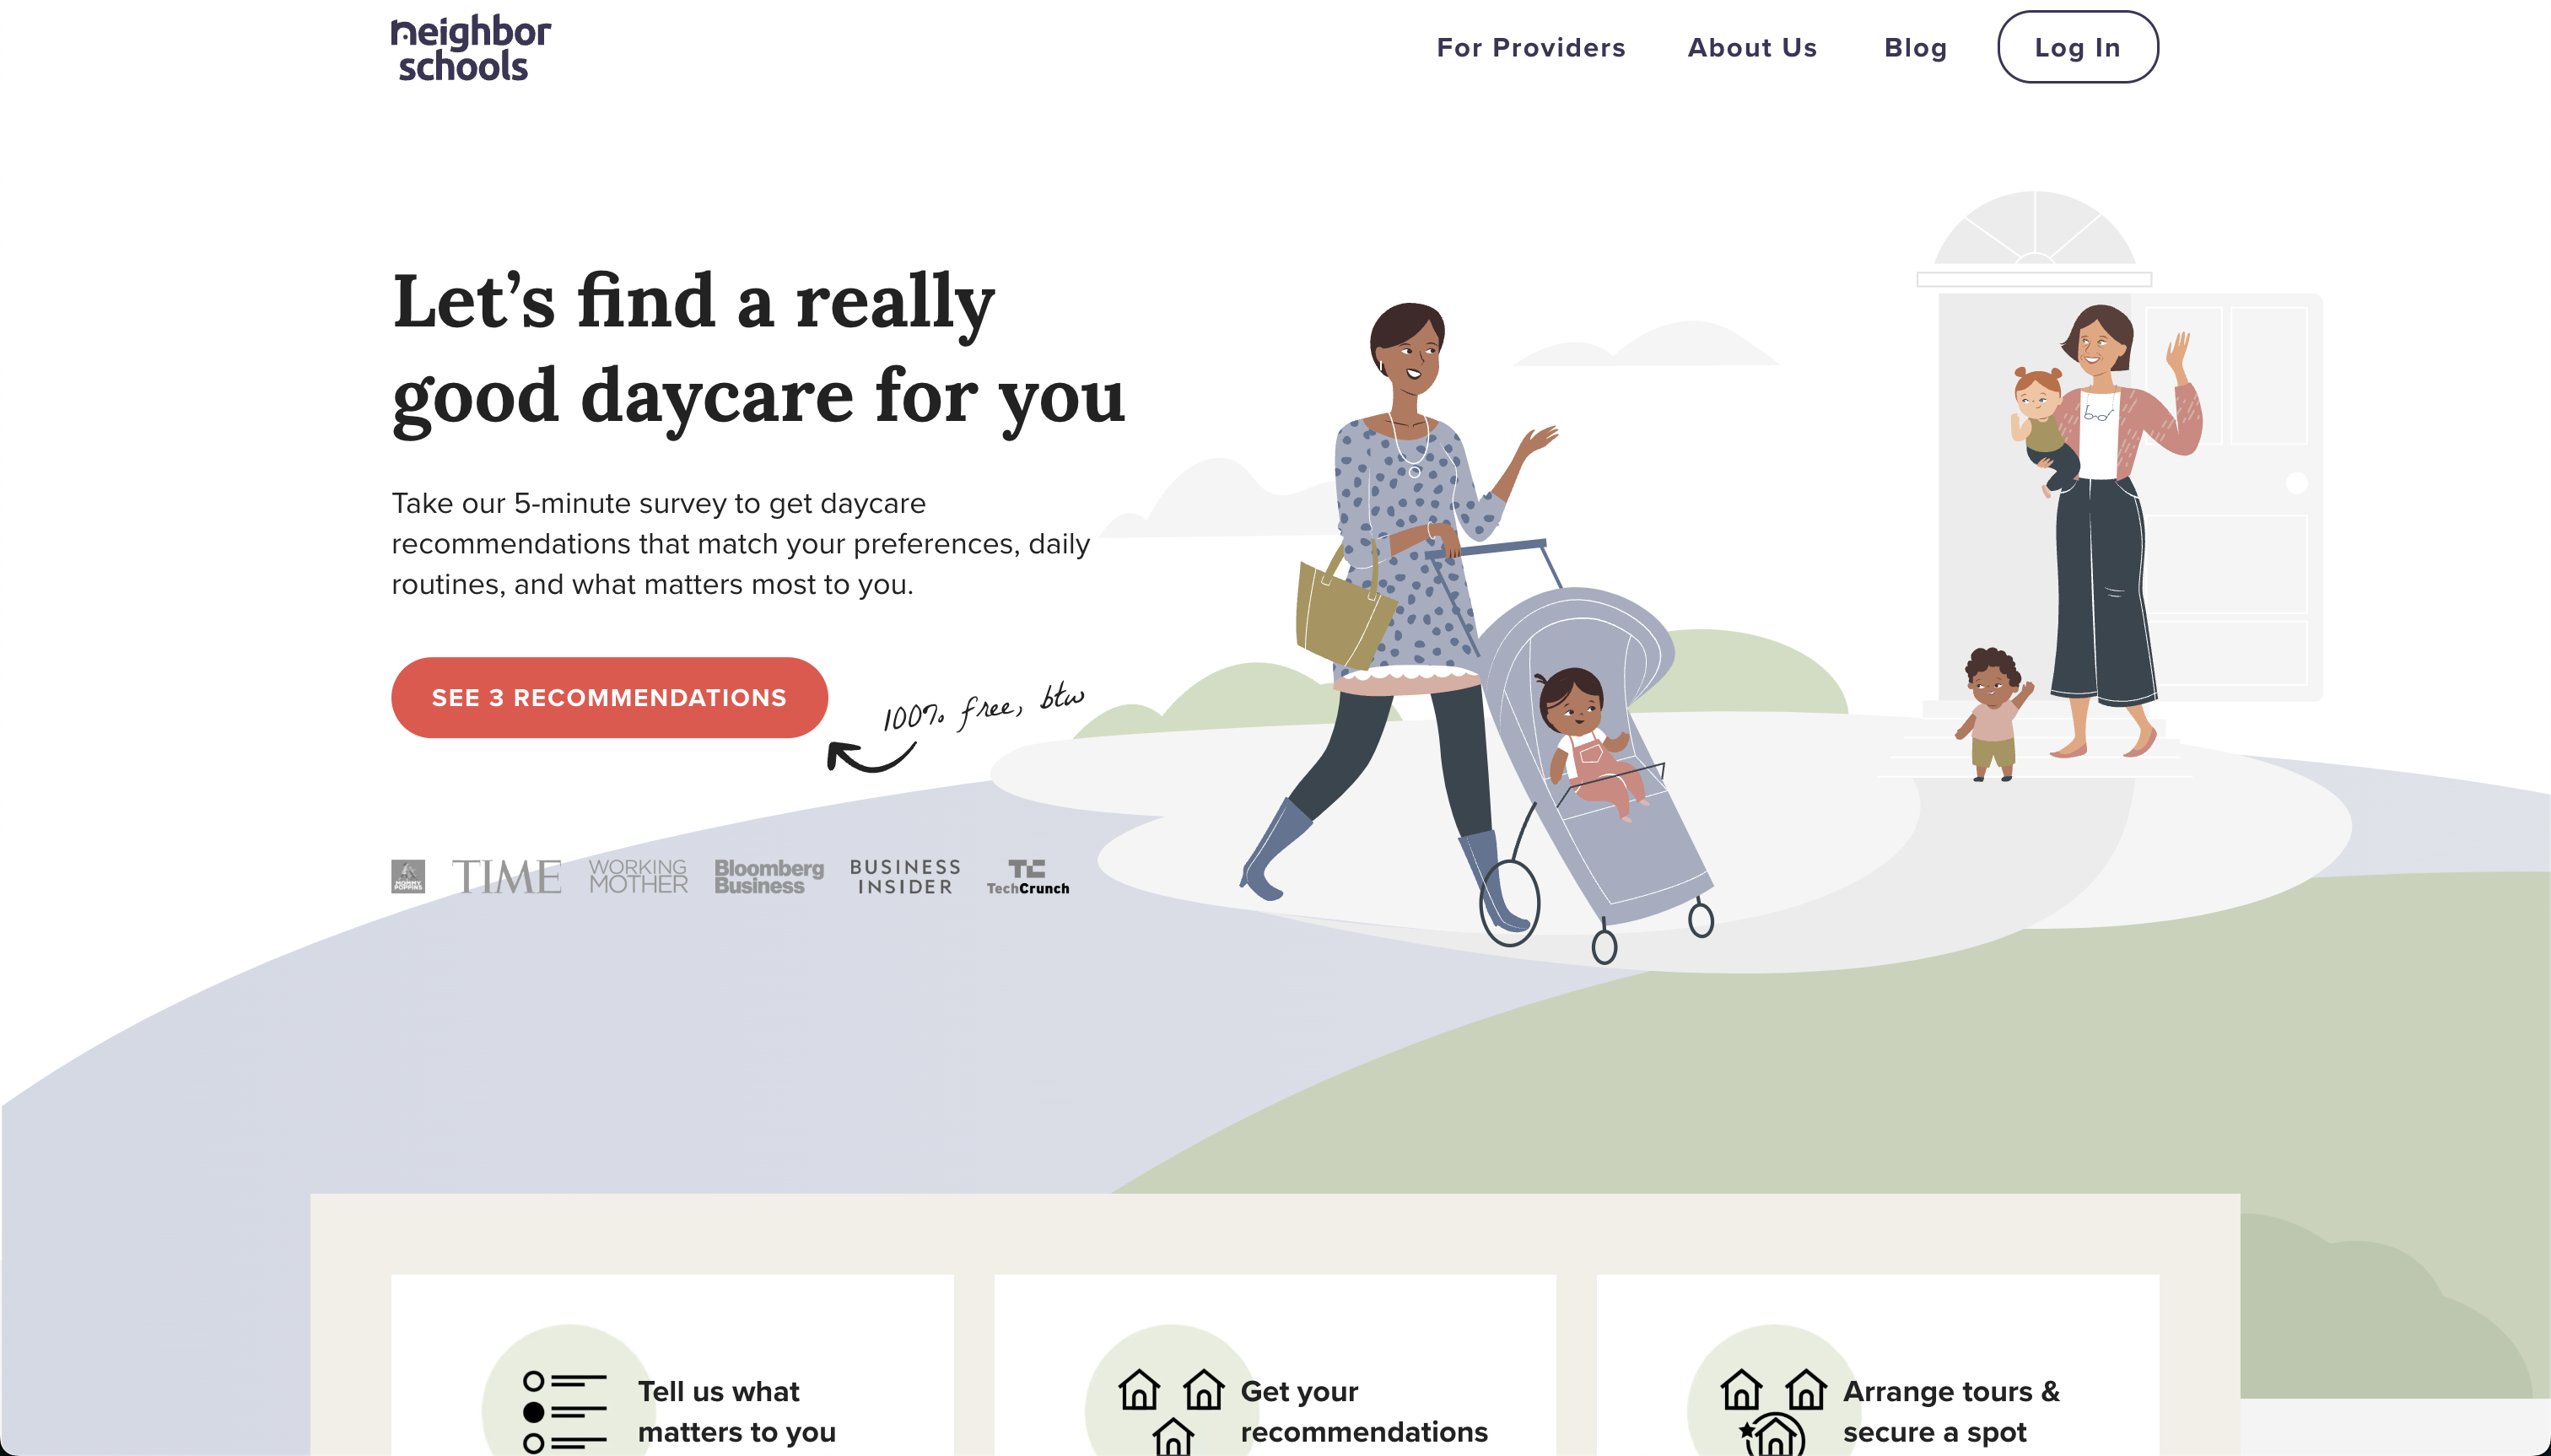 neighbor
schools
For Providers
About Us
Blog
Log In
Let’s find a really
good daycare for you
Take our 5-minute survey to get daycare
recommendations that match your preferences, daily
routines, and what matters most to you.
SEE 3 RECOMMENDATIONS
100% free, btw
MOMMY
POPPINS
TIME
WORKING
MOTHER
Bloomberg
Business
BUSINESS
INSIDER
TC
TechCrunch
Tell us what
matters to you
Get your
recommendations
Arrange tours &
secure a spot